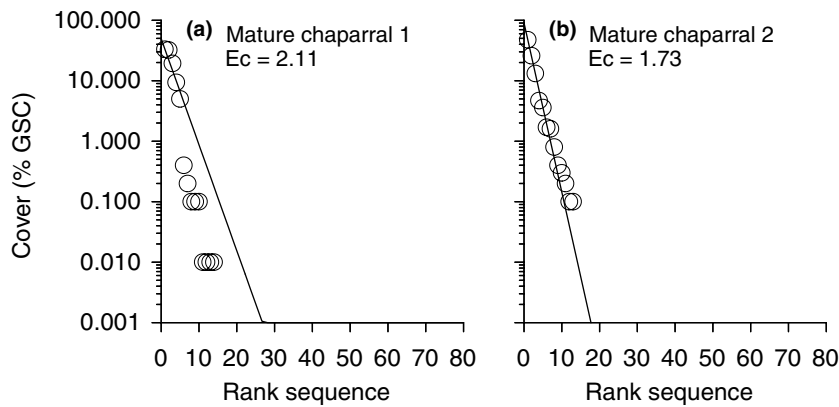 (a) Mature chaparral 1
Ec = 2.11
100.000
10.000
1.000
0.100
0.010
0.001
Cover (% GSC)
0 10 20 30 40 50 60 70 80
Rank sequence
(b) Mature chaparral 2
Ec = 1.73
0 10 20 30 40 50 60 70 80
Rank sequence